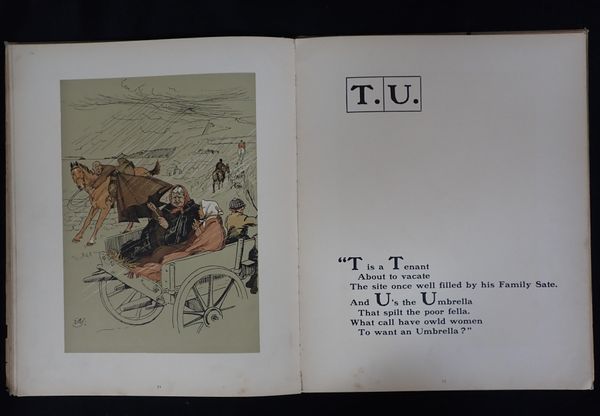 T. U.
"T is a Tenant
About to vacate
The site once well filled by his Family Sate.
And U's the Umbrella
That spilt the poor fella.
What call have owld women
To want an Umbrella?"